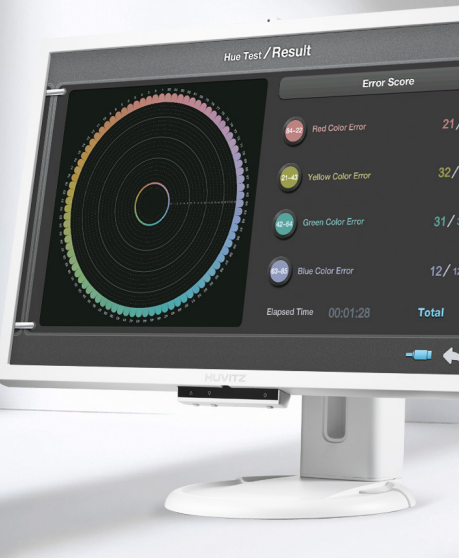 Hue Test / Result
Error Score
84-22 Red Color Error 21/
21-43 Yellow Color Error 32/
42-64 Green Color Error 31/
63-85 Blue Color Error 12/12
Elapsed Time 00:01:28 Total
HUVITZ